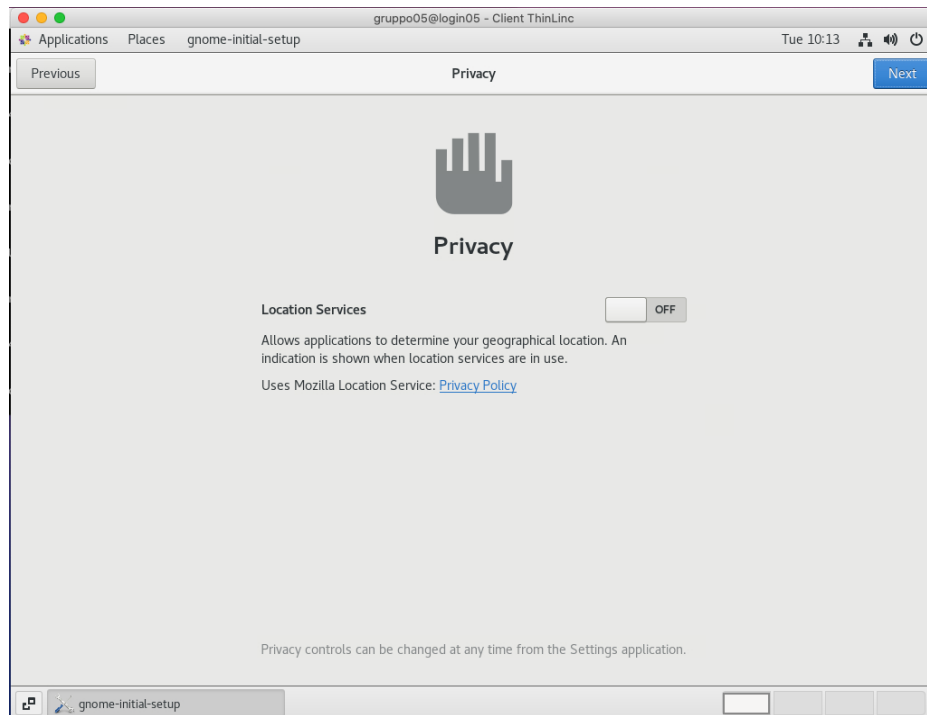 gruppo05@login05 - Client ThinLinc
Applications Places gnome-initial-setup Tue 10:13
Previous Privacy Next
Privacy
Location Services OFF
Allows applications to determine your geographical location. An
indication is shown when location services are in use.
Uses Mozilla Location Service: Privacy Policy
Privacy controls can be changed at any time from the Settings application.
gnome-initial-setup